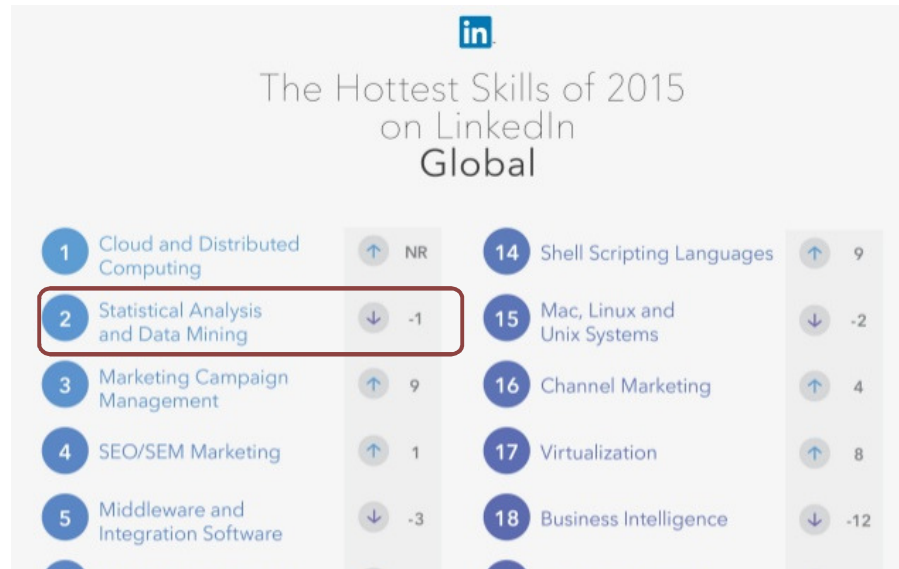 in
The Hottest Skills of 2015
on LinkedIn
Global
1 Cloud and Distributed
Computing ↑ NR
2 Statistical Analysis
and Data Mining ↓ -1
3 Marketing Campaign
Management ↑ 9
4 SEO/SEM Marketing ↑ 1
5 Middleware and
Integration Software ↓ -3
14 Shell Scripting Languages ↑ 9
15 Mac, Linux and
Unix Systems ↓ -2
16 Channel Marketing ↑ 4
17 Virtualization ↑ 8
18 Business Intelligence ↓ -12